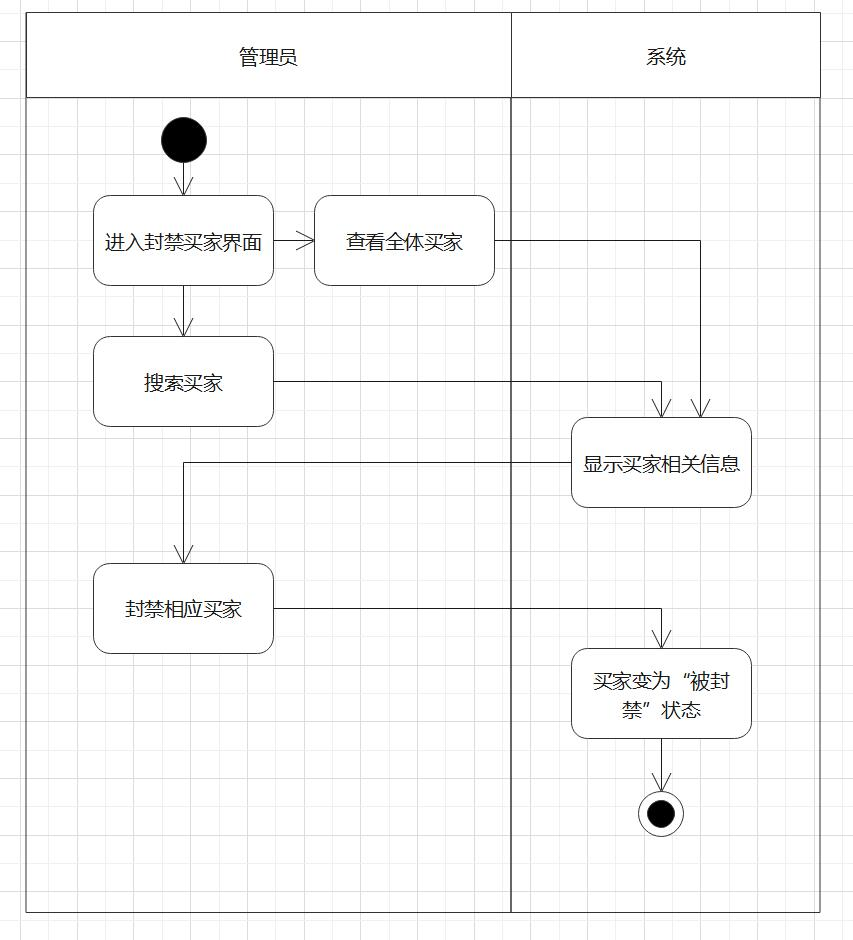 管理员
系统
进入封禁买家界面
查看全体买家
搜索买家
显示买家相关信息
封禁相应买家
买家变为“被封
禁”状态